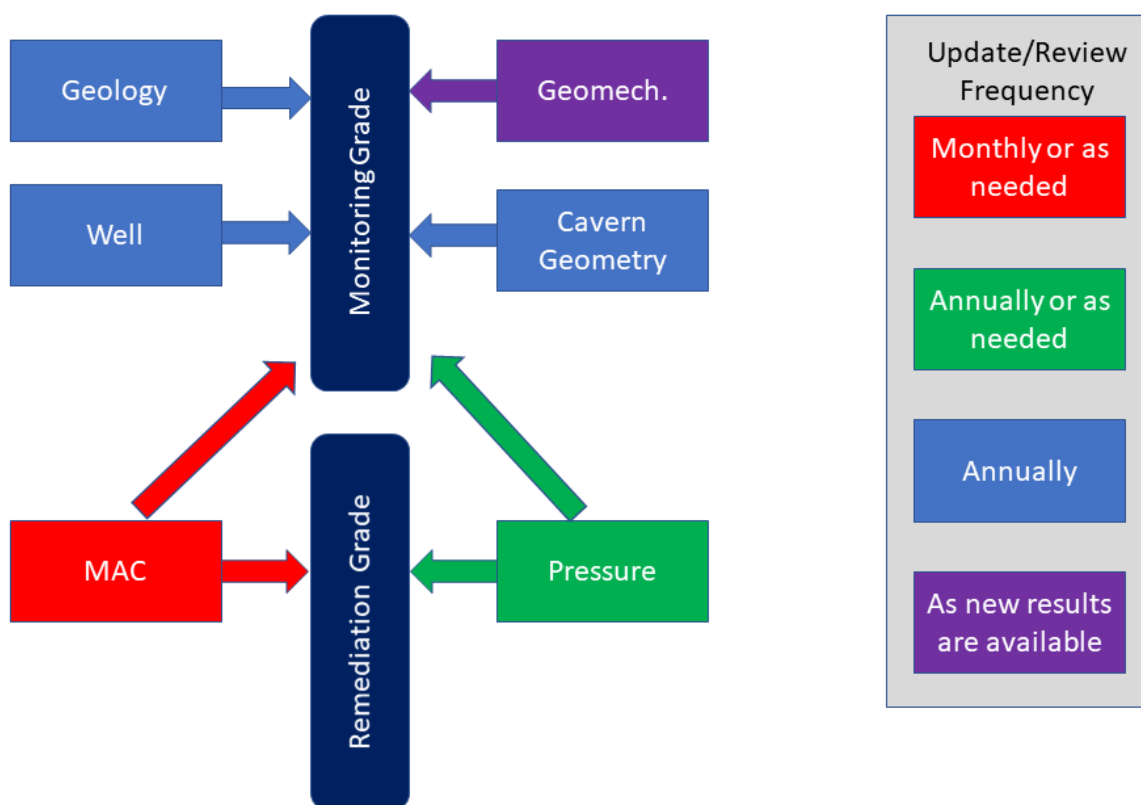 Geology
Well
MAC
Monitoring Grade
Remediation Grade
Geomech.
Cavern
Geometry
Pressure
Update/Review
Frequency
Monthly or as
needed
Annually or as
needed
Annually
As new results
are available